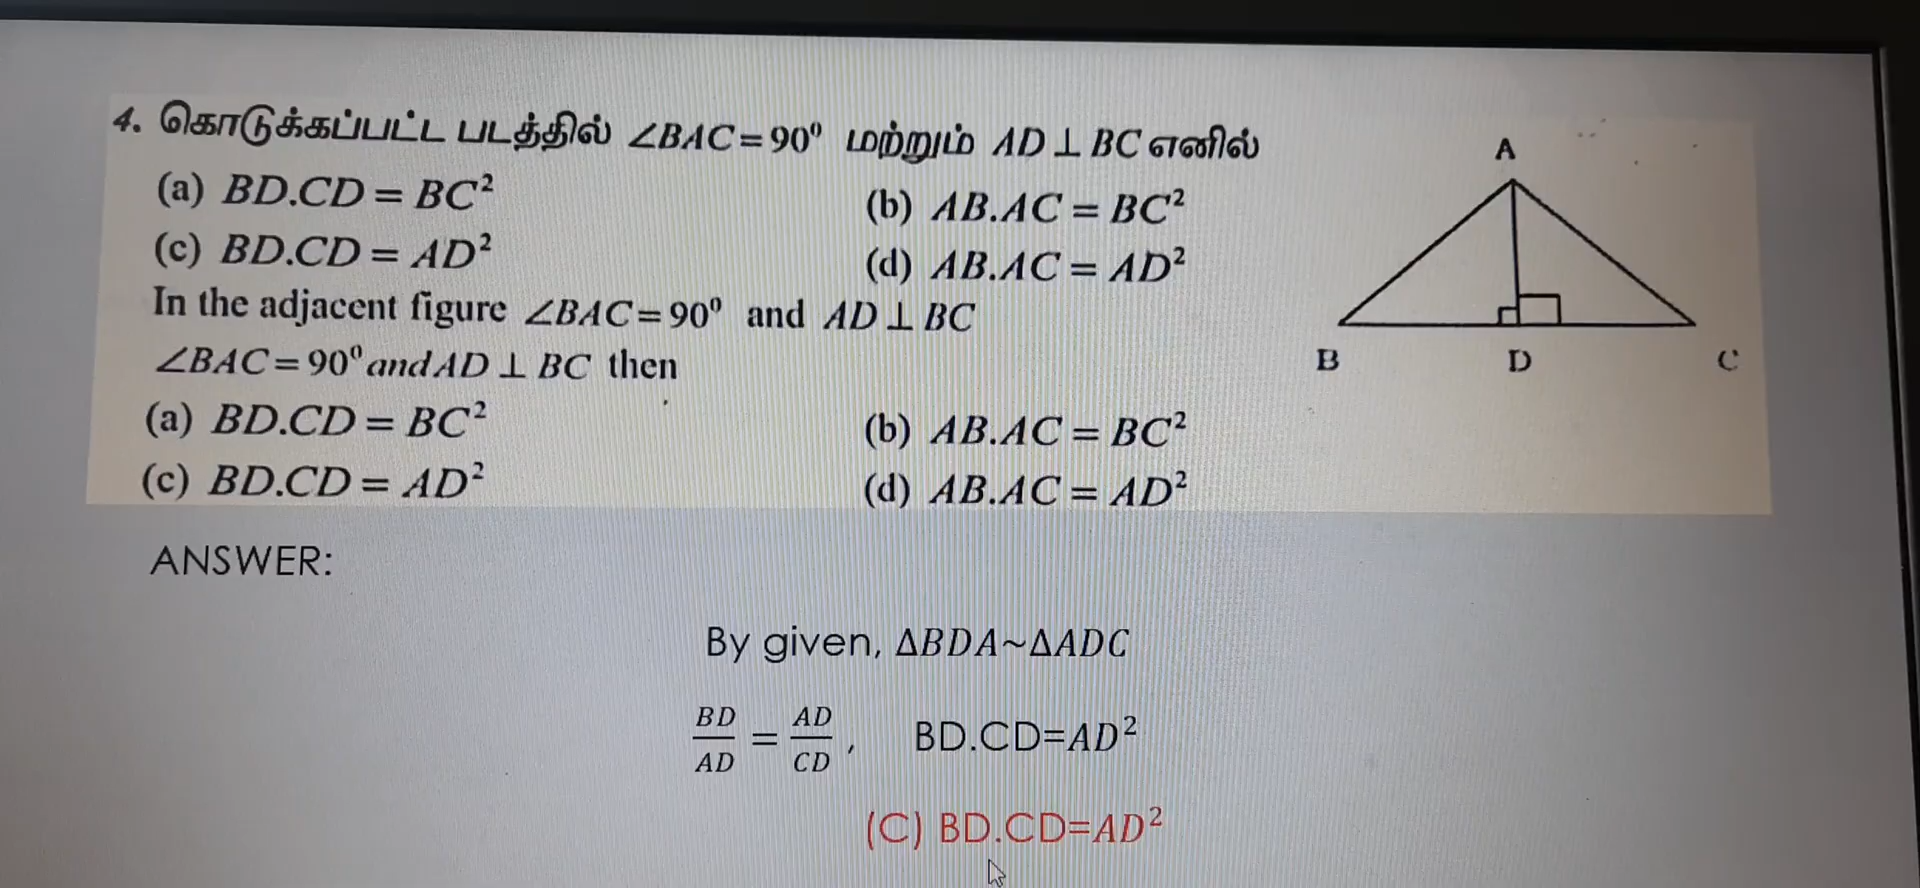 4. கொடுக்கப்பட்ட படத்தில் ∠BAC=90⁰ மற்றும் AD ⊥ BC எனில்
(a) BD.CD = BC² (b) AB.AC = BC²
(c) BD.CD = AD² (d) AB.AC = AD²
In the adjacent figure ∠BAC=90⁰ and AD ⊥ BC
∠BAC=90⁰ and AD ⊥ BC then
(a) BD.CD = BC² (b) AB.AC = BC²
(c) BD.CD = AD² (d) AB.AC = AD²
A
B D C
ANSWER:
By given, ΔBDA~ΔADC
BD/AD = AD/CD, BD.CD=AD²
(C) BD.CD=AD²